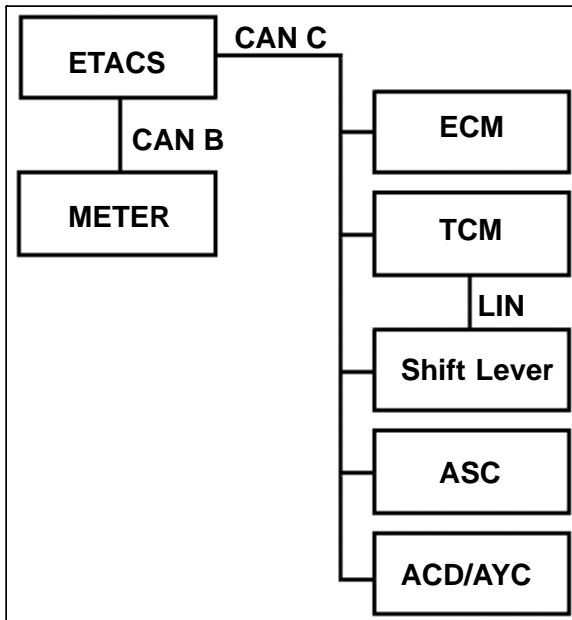 CAN C
ETACS
ECM
CAN B
TCM
METER
LIN
Shift Lever
ASC
ACD/AYC